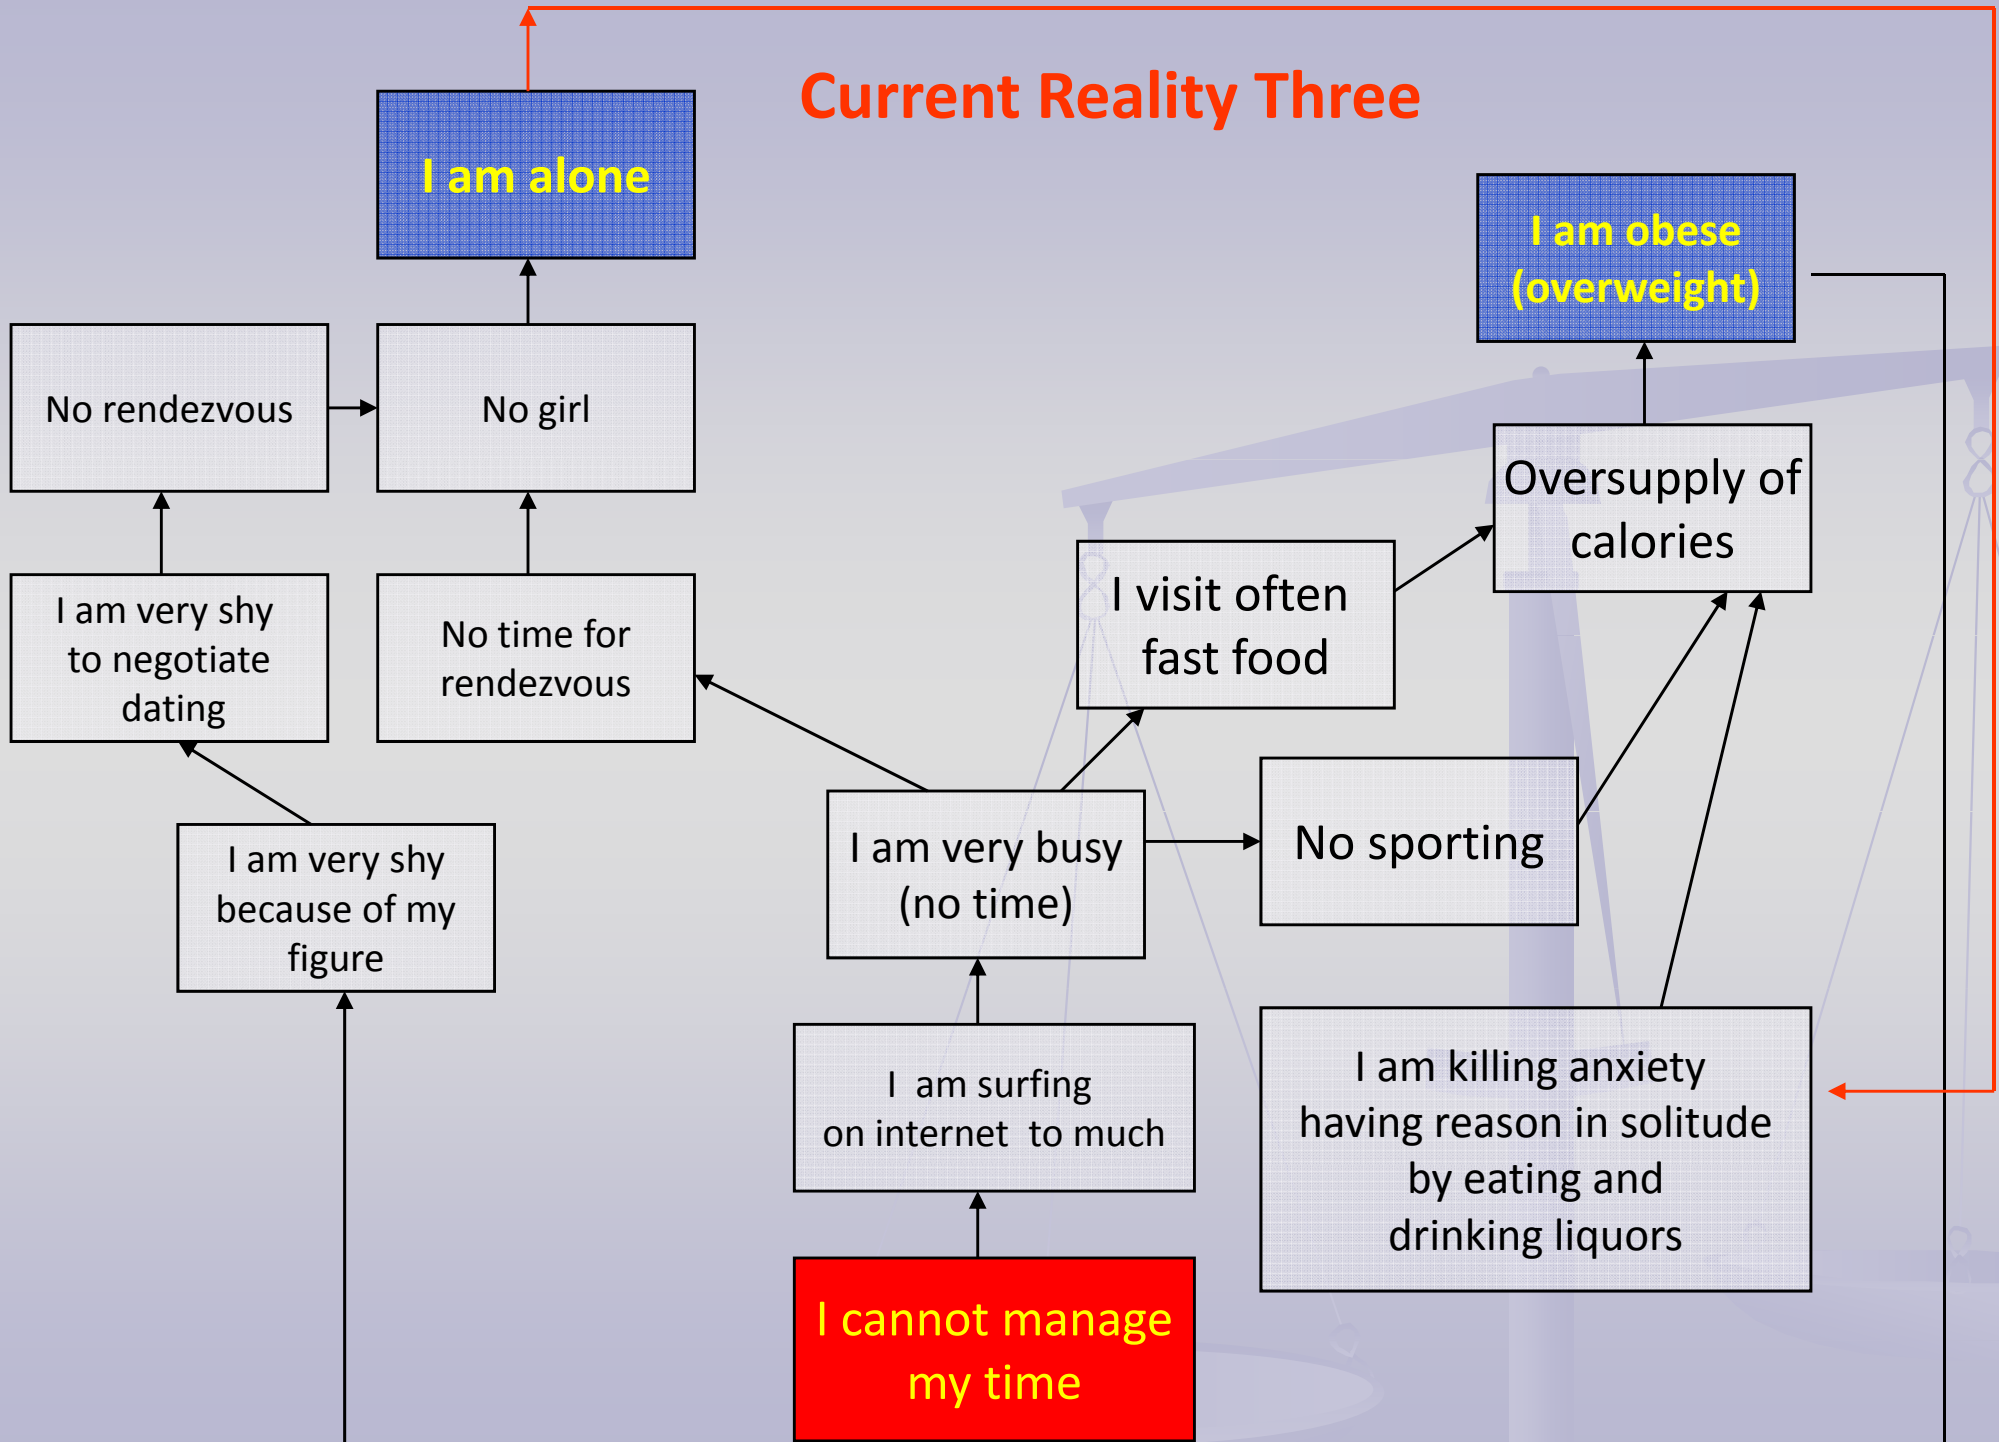 Current Reality Three
I am alone
I am obese
(overweight)
No rendezvous
No girl
Oversupply of
calories
I visit often
fast food
I am very shy
to negotiate
dating
No time for
rendezvous
I am very busy
(no time)
No sporting
I am very shy
because of my
figure
I am surfing
on internet to much
I am killing anxiety
having reason in solitude
by eating and
drinking liquors
I cannot manage
my time